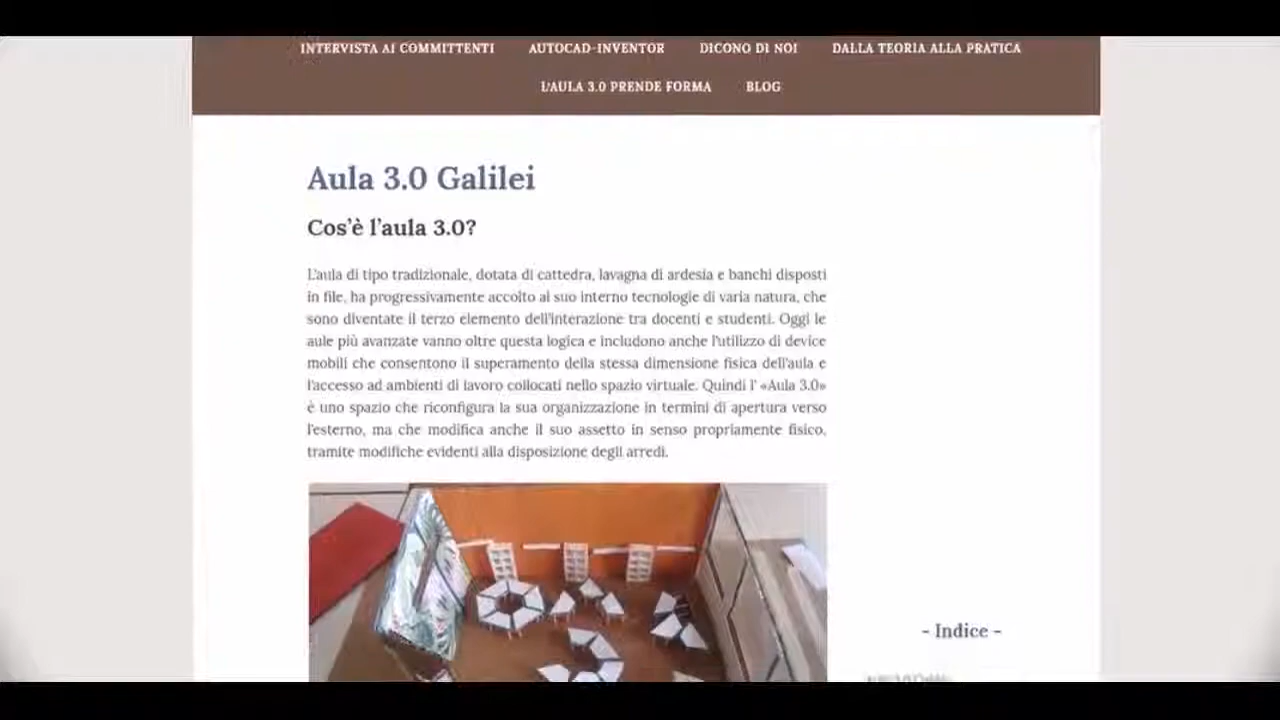 INTERVISTA AI COMMITTENTI AUTOCAD-INVENTOR DICONO DI NOI DALLA TEORIA ALLA PRATICA
L'AULA 3.0 PRENDE FORMA BLOG
Aula 3.0 Galilei
Cos'è l'aula 3.0?
L'aula di tipo tradizionale, dotata di cattedra, lavagna di ardesia e banchi disposti
in file, ha progressivamente accolto al suo interno tecnologie di varia natura, che
sono diventate il terzo elemento dell'interazione tra docenti e studenti. Oggi le
aule più avanzate vanno oltre questa logica e includono anche l'utilizzo di device
mobili che consentono il superamento della stessa dimensione fisica dell'aula e
l'accesso ad ambienti di lavoro collocati nello spazio virtuale. Quindi l' «Aula 3.0»
è uno spazio che riconfigura la sua organizzazione in termini di apertura verso
l'esterno, ma che modifica anche il suo assetto in senso propriamente fisico,
tramite modifiche evidenti alla disposizione degli arredi.
- Indice -